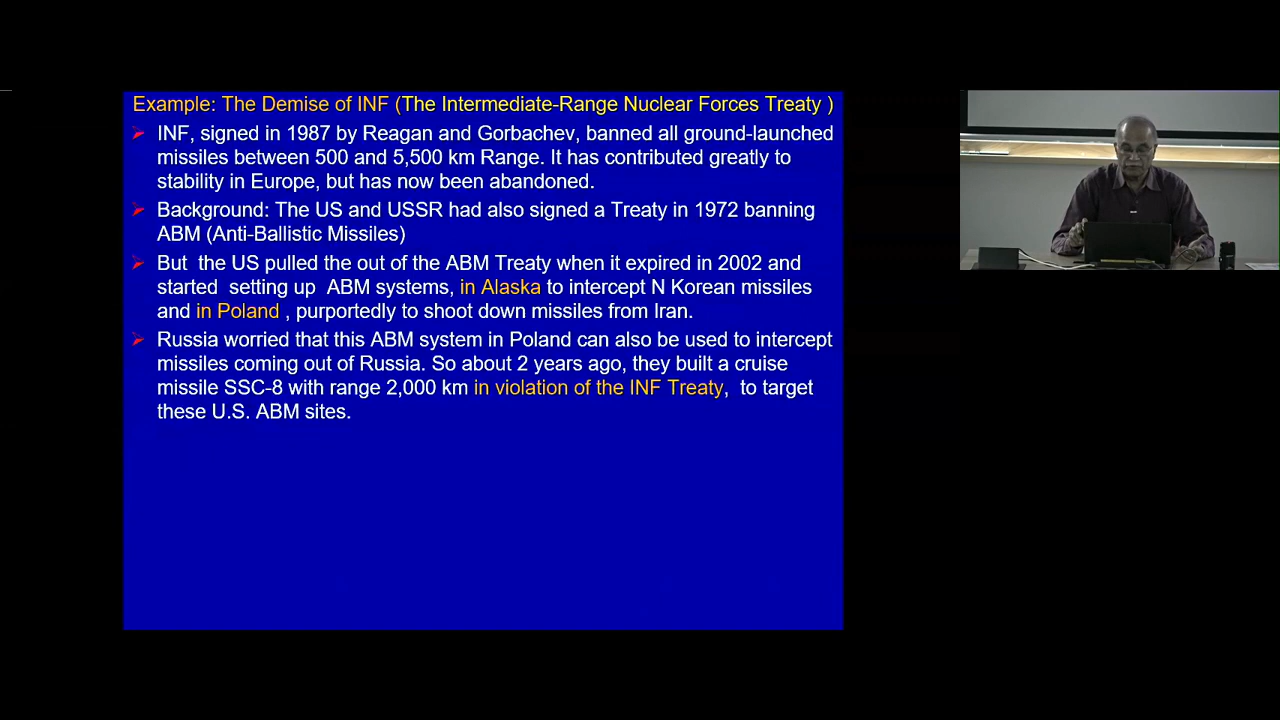 Example: The Demise of INF (The Intermediate-Range Nuclear Forces Treaty )
INF, signed in 1987 by Reagan and Gorbachev, banned all ground-launched
missiles between 500 and 5,500 km Range. It has contributed greatly to
stability in Europe, but has now been abandoned.
Background: The US and USSR had also signed a Treaty in 1972 banning
ABM (Anti-Ballistic Missiles)
But the US pulled the out of the ABM Treaty when it expired in 2002 and
started setting up ABM systems, in Alaska to intercept N Korean missiles
and in Poland , purportedly to shoot down missiles from Iran.
Russia worried that this ABM system in Poland can also be used to intercept
missiles coming out of Russia. So about 2 years ago, they built a cruise
missile SSC-8 with range 2,000 km in violation of the INF Treaty, to target
these U.S. ABM sites.